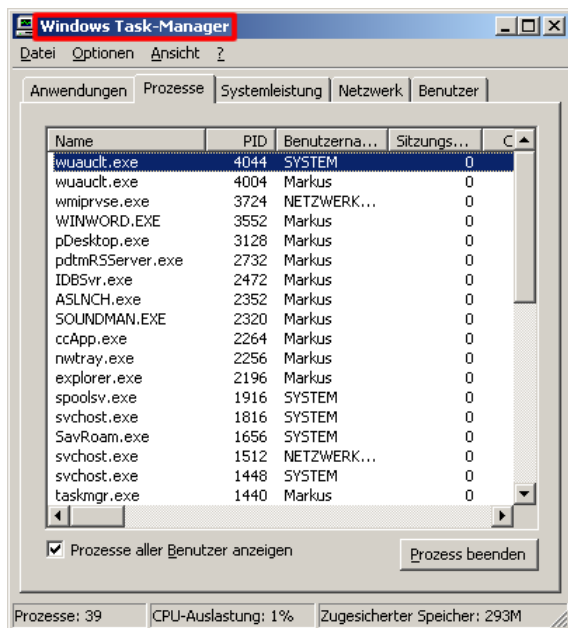 Windows Task-Manager
Datei Optionen Ansicht ?
Anwendungen Prozesse Systemleistung Netzwerk Benutzer
Name PID Benutzerna... Sitzungs... C
wuauclt.exe 4044 SYSTEM 0
wuauclt.exe 4004 Markus 0
wmiprvse.exe 3724 NETZWERK... 0
WINWORD.EXE 3552 Markus 0
pDesktop.exe 3128 Markus 0
pdtmRSServer.exe 2732 Markus 0
IDBSvr.exe 2472 Markus 0
ASLNCH.exe 2352 Markus 0
SOUNDMAN.EXE 2320 Markus 0
ccApp.exe 2264 Markus 0
nwtray.exe 2256 Markus 0
explorer.exe 2196 Markus 0
spoolsv.exe 1916 SYSTEM 0
svchost.exe 1816 SYSTEM 0
SavRoam.exe 1656 SYSTEM 0
svchost.exe 1512 NETZWERK... 0
svchost.exe 1448 SYSTEM 0
taskmgr.exe 1440 Markus 0
Prozesse aller Benutzer anzeigen Prozess beenden
Prozesse: 39 CPU-Auslastung: 1% Zugesicherter Speicher: 293M